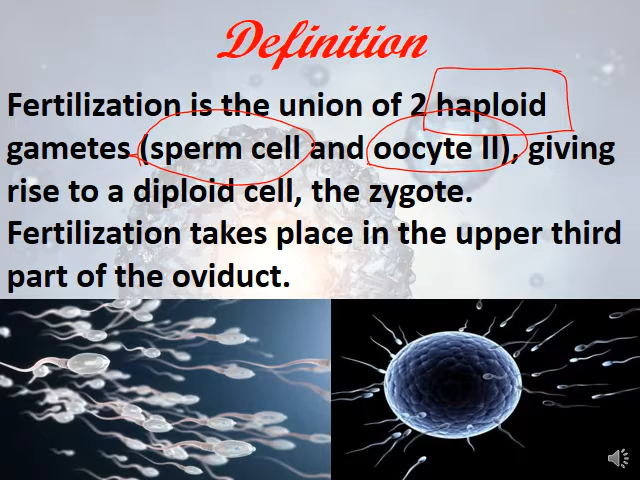 Definition
Fertilization is the union of 2 haploid
gametes (sperm cell and oocyte II), giving
rise to a diploid cell, the zygote.
Fertilization takes place in the upper third
part of the oviduct.